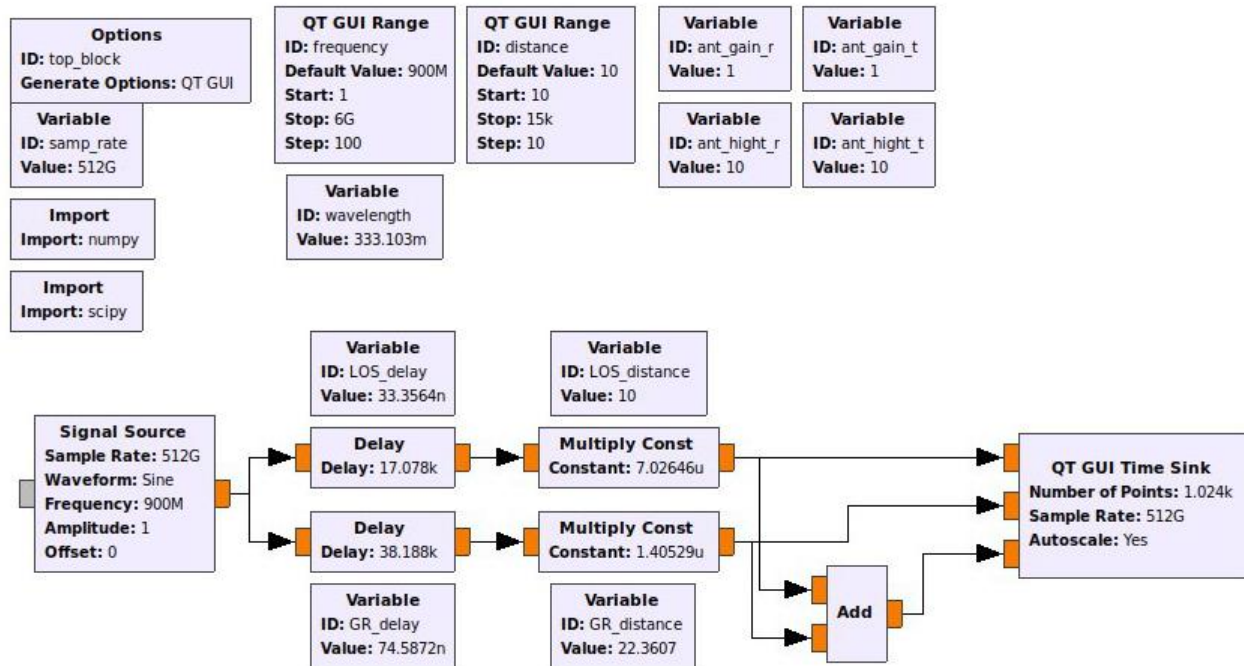 Options
ID: top_block
Generate Options: QT GUI
Variable
ID: samp_rate
Value: 512G
Import
Import: numpy
Import
Import: scipy
QT GUI Range
ID: frequency
Default Value: 900M
Start: 1
Stop: 6G
Step: 100
Variable
ID: wavelength
Value: 333.103m
QT GUI Range
ID: distance
Default Value: 10
Start: 10
Stop: 15k
Step: 10
Variable
ID: ant_gain_r
Value: 1
Variable
ID: ant_gain_t
Value: 1
Variable
ID: ant_hight_r
Value: 10
Variable
ID: ant_hight_t
Value: 10
Variable
ID: LOS_delay
Value: 33.3564n
Variable
ID: LOS_distance
Value: 10
Signal Source
Sample Rate: 512G
Waveform: Sine
Frequency: 900M
Amplitude: 1
Offset: 0
Delay
Delay: 17.078k
Multiply Const
Constant: 7.02646u
Delay
Delay: 38.188k
Multiply Const
Constant: 1.40529u
QT GUI Time Sink
Number of Points: 1.024k
Sample Rate: 512G
Autoscale: Yes
Add
Variable
ID: GR_delay
Value: 74.5872n
Variable
ID: GR_distance
Value: 22.3607